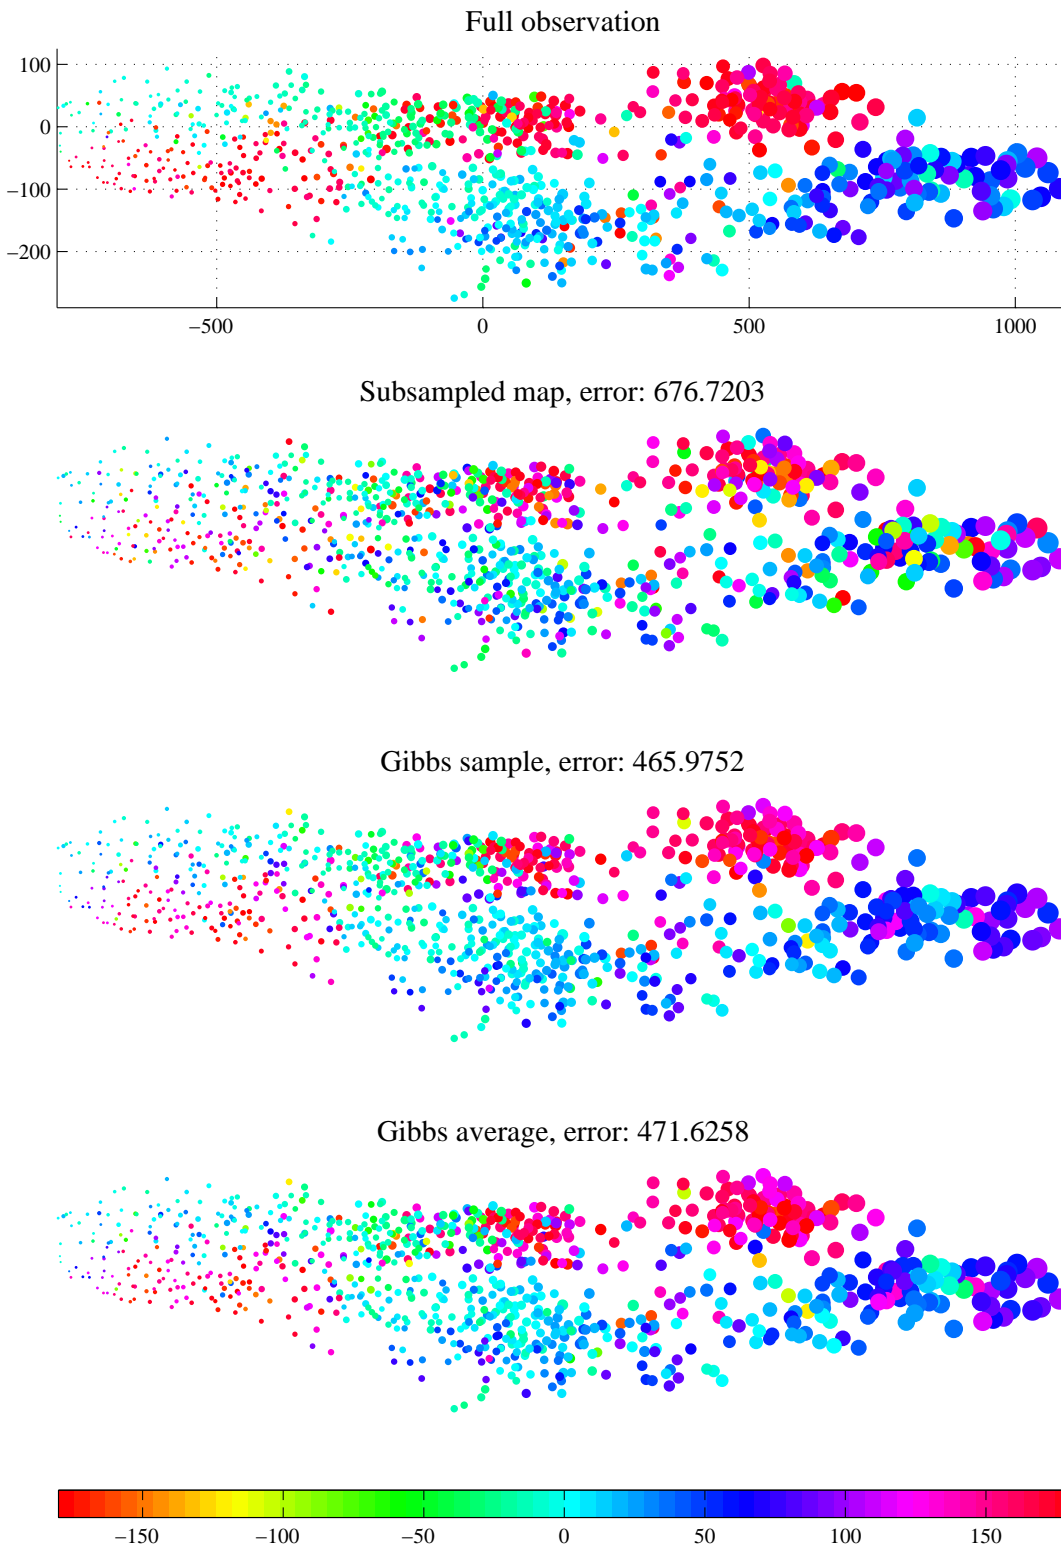 Full observation
100
0
−100
−200
−500 0 500 1000
Subsampled map, error: 676.7203
Gibbs sample, error: 465.9752
Gibbs average, error: 471.6258
−150 −100 −50 0 50 100 150